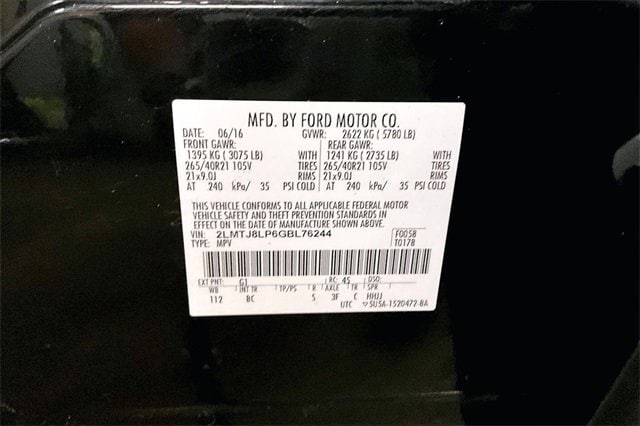 MFD. BY FORD MOTOR CO.
DATE: 06/16 GVWR: 2622 KG ( 5780 LB)
FRONT GAWR: REAR GAWR:
1395 KG ( 3075 LB) WITH 1241 KG ( 2735 LB) WITH
265/40R21 105V TIRES 265/40R21 105V TIRES
21x9.0J RIMS 21x9.0J RIMS
AT 240 kPa/ 35 PSI COLD AT 240 kPa/ 35 PSI COLD
THIS VEHICLE CONFORMS TO ALL APPLICABLE FEDERAL MOTOR
VEHICLE SAFETY AND THEFT PREVENTION STANDARDS IN
EFFECT ON THE DATE OF MANUFACTURE SHOWN ABOVE.
VIN: 2LMTJ8LP6GBL76244 F0058
TYPE: MPV T0178
EXT PNT: G1 RC: 45 DSO:
WB INT TR TP/PS R AXLE TR SPR
112 BC 5 3F C HHJJ
UTC 5U5A-1520472-BA